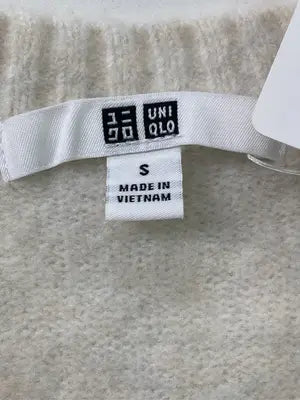 ユニ UNI
クロ QLO
S
MADE IN
VIETNAM